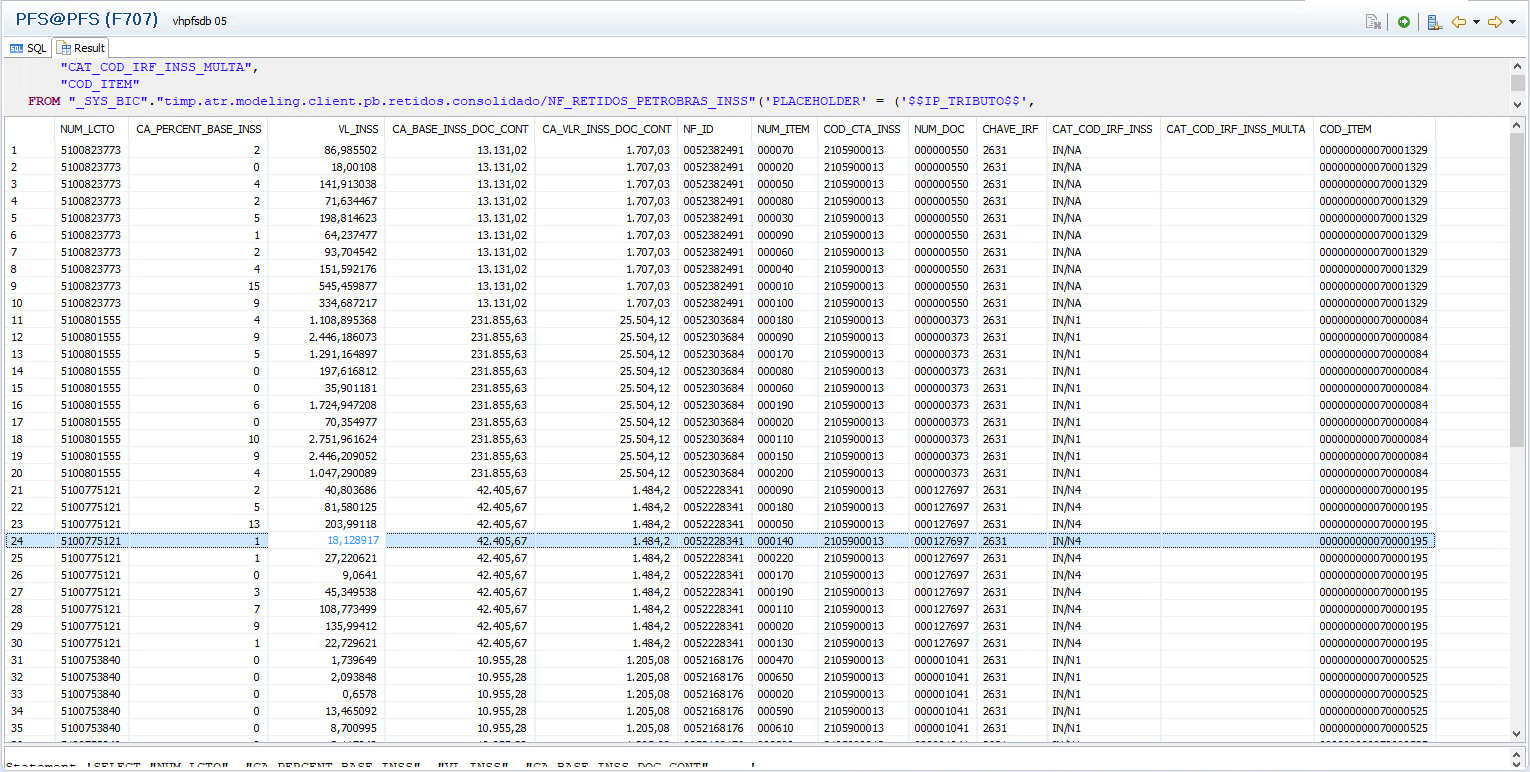 PFS@PFS (F707) vhpfsdb 05
SQL Result
"CAT_COD_IRF_INSS_MULTA",
"COD_ITEM"
FROM "_SYS_BIC"."timp.atr.modeling.client.pb.retidos.consolidado/NF_RETIDOS_PETROBRAS_INSS"('PLACEHOLDER' = ('$$IP_TRIBUTO$$',
NUM_LCTO CA_PERCENT_BASE_INSS VL_INSS CA_BASE_INSS_DOC_CONT CA_VLR_INSS_DOC_CONT NF_ID NUM_ITEM COD_CTA_INSS NUM_DOC CHAVE_IRF CAT_COD_IRF_INSS CAT_COD_IRF_INSS_MULTA COD_ITEM
1 5100823773 2 86,985502 13.131,02 1.707,03 0052382491 000070 2105900013 000000550 2631 IN/NA 000000000070001329
2 5100823773 0 18,00108 13.131,02 1.707,03 0052382491 000020 2105900013 000000550 2631 IN/NA 000000000070001329
3 5100823773 4 141,913038 13.131,02 1.707,03 0052382491 000050 2105900013 000000550 2631 IN/NA 000000000070001329
4 5100823773 2 71,634467 13.131,02 1.707,03 0052382491 000080 2105900013 000000550 2631 IN/NA 000000000070001329
5 5100823773 5 198,814623 13.131,02 1.707,03 0052382491 000030 2105900013 000000550 2631 IN/NA 000000000070001329
6 5100823773 1 64,237477 13.131,02 1.707,03 0052382491 000090 2105900013 000000550 2631 IN/NA 000000000070001329
7 5100823773 2 93,704542 13.131,02 1.707,03 0052382491 000060 2105900013 000000550 2631 IN/NA 000000000070001329
8 5100823773 4 151,592176 13.131,02 1.707,03 0052382491 000040 2105900013 000000550 2631 IN/NA 000000000070001329
9 5100823773 15 545,459877 13.131,02 1.707,03 0052382491 000010 2105900013 000000550 2631 IN/NA 000000000070001329
10 5100823773 9 334,687217 13.131,02 1.707,03 0052382491 000100 2105900013 000000550 2631 IN/NA 000000000070001329
11 5100801555 4 1.108,895368 231.855,63 25.504,12 0052303684 000180 2105900013 000000373 2631 IN/N1 000000000070000084
12 5100801555 9 2.446,186073 231.855,63 25.504,12 0052303684 000090 2105900013 000000373 2631 IN/N1 000000000070000084
13 5100801555 5 1.291,164897 231.855,63 25.504,12 0052303684 000170 2105900013 000000373 2631 IN/N1 000000000070000084
14 5100801555 0 197,616812 231.855,63 25.504,12 0052303684 000080 2105900013 000000373 2631 IN/N1 000000000070000084
15 5100801555 0 35,901181 231.855,63 25.504,12 0052303684 000060 2105900013 000000373 2631 IN/N1 000000000070000084
16 5100801555 6 1.724,947208 231.855,63 25.504,12 0052303684 000190 2105900013 000000373 2631 IN/N1 000000000070000084
17 5100801555 0 70,354977 231.855,63 25.504,12 0052303684 000020 2105900013 000000373 2631 IN/N1 000000000070000084
18 5100801555 10 2.751,961624 231.855,63 25.504,12 0052303684 000110 2105900013 000000373 2631 IN/N1 000000000070000084
19 5100801555 9 2.446,209052 231.855,63 25.504,12 0052303684 000150 2105900013 000000373 2631 IN/N1 000000000070000084
20 5100801555 4 1.047,290089 231.855,63 25.504,12 0052303684 000200 2105900013 000000373 2631 IN/N1 000000000070000084
21 5100775121 2 40,803686 42.405,67 1.484,2 0052228341 000090 2105900013 000127697 2631 IN/N4 000000000070000195
22 5100775121 5 81,580125 42.405,67 1.484,2 0052228341 000180 2105900013 000127697 2631 IN/N4 000000000070000195
23 5100775121 13 203,99118 42.405,67 1.484,2 0052228341 000050 2105900013 000127697 2631 IN/N4 000000000070000195
24 5100775121 1 18,128917 42.405,67 1.484,2 0052228341 000140 2105900013 000127697 2631 IN/N4 000000000070000195
25 5100775121 1 27,220621 42.405,67 1.484,2 0052228341 000220 2105900013 000127697 2631 IN/N4 000000000070000195
26 5100775121 0 9,0641 42.405,67 1.484,2 0052228341 000170 2105900013 000127697 2631 IN/N4 000000000070000195
27 5100775121 3 45,349538 42.405,67 1.484,2 0052228341 000190 2105900013 000127697 2631 IN/N4 000000000070000195
28 5100775121 7 108,773499 42.405,67 1.484,2 0052228341 000110 2105900013 000127697 2631 IN/N4 000000000070000195
29 5100775121 9 135,99412 42.405,67 1.484,2 0052228341 000020 2105900013 000127697 2631 IN/N4 000000000070000195
30 5100775121 1 22,729621 42.405,67 1.484,2 0052228341 000130 2105900013 000127697 2631 IN/N4 000000000070000195
31 5100753840 0 1,739649 10.955,28 1.205,08 0052168176 000470 2105900013 000001041 2631 IN/N1 000000000070000525
32 5100753840 0 2,093848 10.955,28 1.205,08 0052168176 000650 2105900013 000001041 2631 IN/N1 000000000070000525
33 5100753840 0 0,6578 10.955,28 1.205,08 0052168176 000020 2105900013 000001041 2631 IN/N1 000000000070000525
34 5100753840 0 13,465092 10.955,28 1.205,08 0052168176 000590 2105900013 000001041 2631 IN/N1 000000000070000525
35 5100753840 0 8,700995 10.955,28 1.205,08 0052168176 000610 2105900013 000001041 2631 IN/N1 000000000070000525
Statement 'SELECT "NUM_LCTO", "CA_PERCENT_BASE_INSS", "VL_INSS", "CA_BASE_INSS_DOC_CONT",